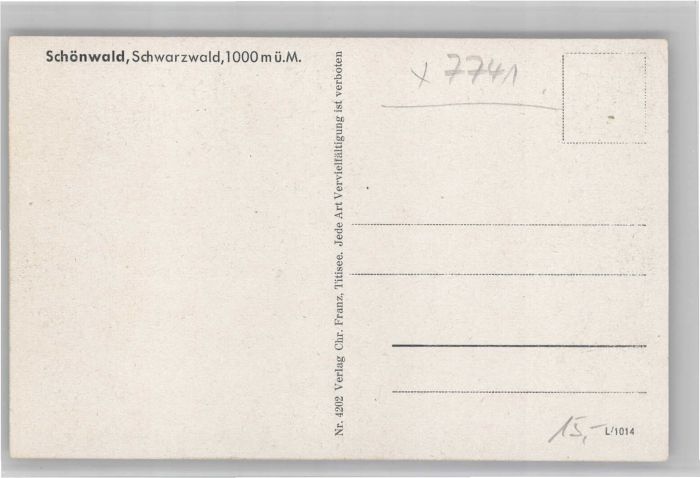 Schönwald, Schwarzwald, 1000 m ü. M.
Nr. 4202 Verlag Chr. Franz, Titisee. Jede Art Vervielfältigung ist verboten
x 7741
15,-
L/1014